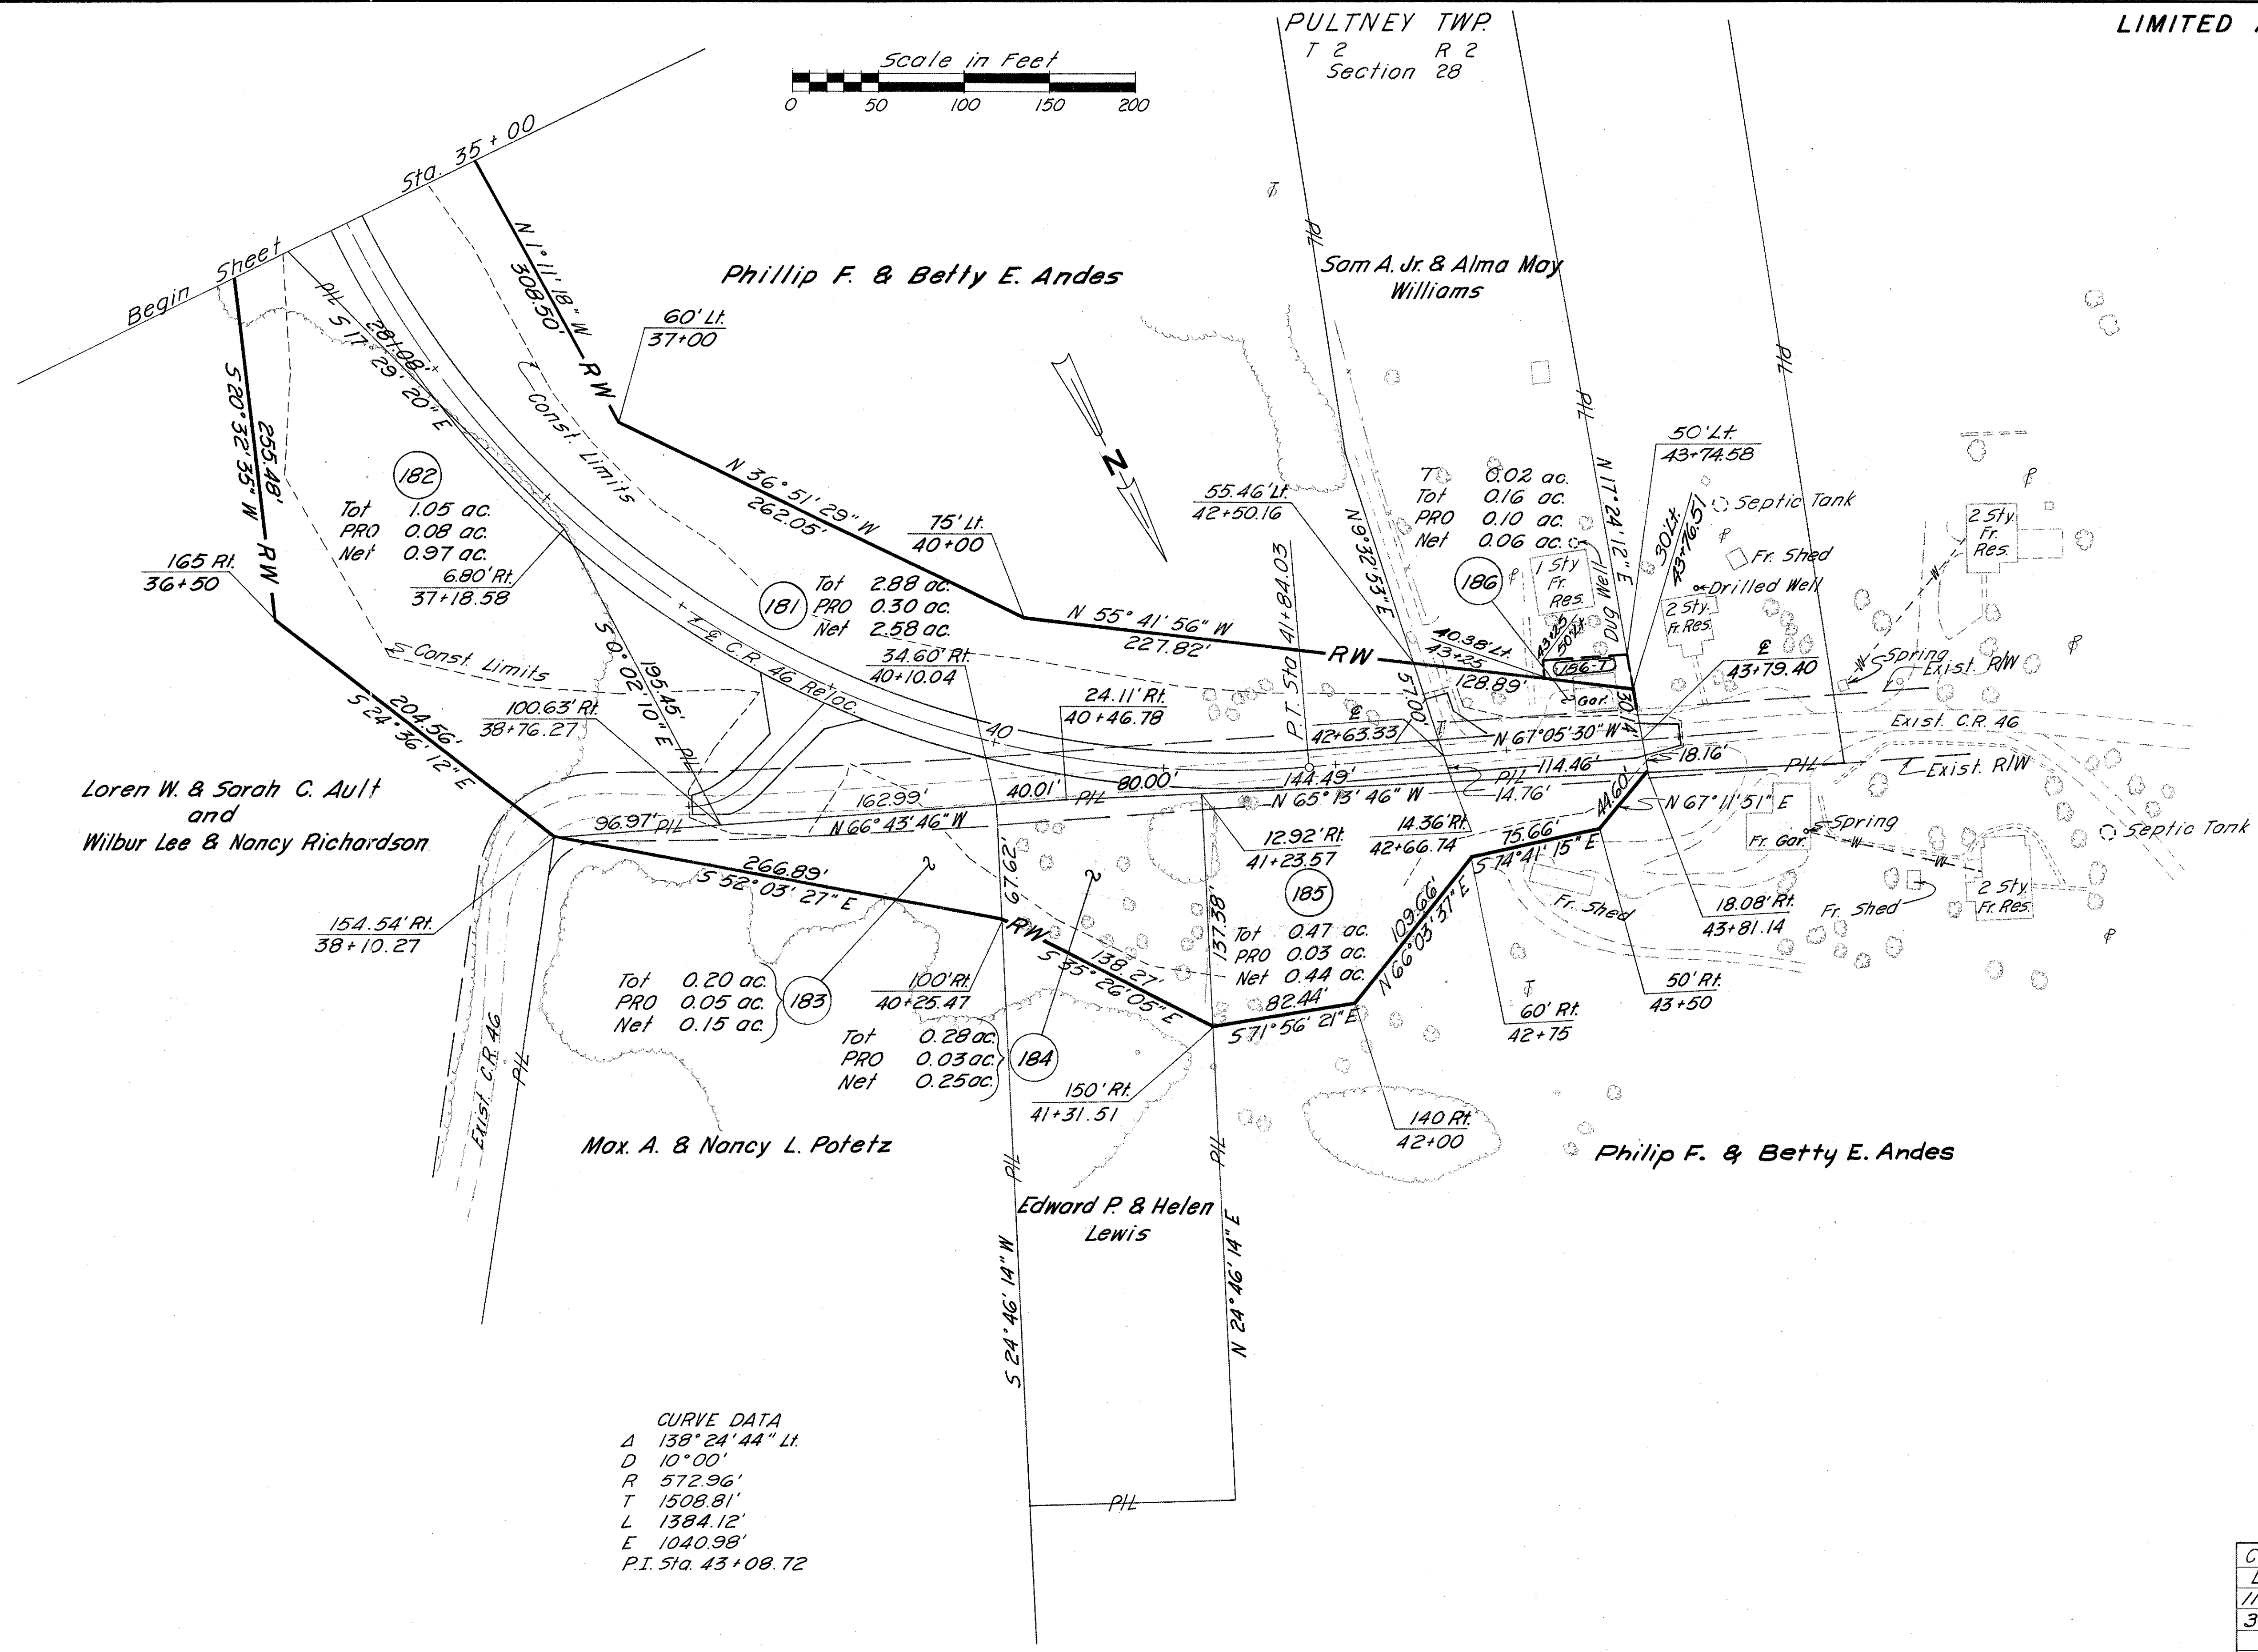 LIMITED
PULTNEY TWP.
T 2 R 2
Section 28
Scale in Feet
0 50 100 150 200
Begin Sheet Sta. 35+00
N 1° 11' 18" W
308.50'
RW
60' Lt.
37+00
Phillip F. & Betty E. Andes
Sam A. Jr. & Alma May
Williams
P/L
P/L
P/L
P/L
S 17° 29' 20" E
281.08'
Const. Limits
S 20° 32' 35" W
255.48'
RW
182
Tot 1.05 ac.
PRO 0.08 ac.
Net 0.97 ac.
165 Rt.
36+50
6.80' Rt.
37+18.58
N 36° 51' 29" W
262.05'
75' Lt.
40+00
N
181
Tot 2.88 ac.
PRO 0.30 ac.
Net 2.58 ac.
N 55° 41' 56" W
227.82'
RW
55.46' Lt.
42+50.16
P.T. Sta 41+84.03
N 9° 32' 53" E
T 0.02 ac.
Tot 0.16 ac.
PRO 0.10 ac.
Net 0.06 ac.
186
1 Sty
Fr.
Res.
Dug Well
N 17° 24' 12" E
50' Lt.
43+74.58
30' Lt.
43+76.51
Septic Tank
Fr. Shed
Drilled Well
2 Sty.
Fr. Res.
2 Sty.
Fr.
Res.
W
W
Spring
Exist. R/W
℄
43+79.40
Exist. C.R. 46
43+25
50' Lt.
40.38' Lt.
43+25
186-T
128.89'
Gar.
30.14'
57.00'
℄
42+63.33
N 67° 05' 30" W
℄ C.R. 46 Reloc.
S 0° 02' 10" E
195.45'
P/L
34.60' Rt.
40+10.04
24.11' Rt.
40+46.78
40
Const. Limits
100.63' Rt.
38+76.27
204.56'
S 24° 36' 12" E
Loren W. & Sarah C. Ault
and
Wilbur Lee & Nancy Richardson
96.97'
P/L
162.99'
N 66° 43' 46" W
40.01'
P/L
80.00'
144.49'
N 65° 13' 46" W
P/L
114.46'
14.76'
18.16'
P/L
Exist. R/W
N 67° 11' 51" E
44.60'
75.66'
S 74° 41' 15" E
14.36' Rt.
42+66.74
12.92' Rt.
41+23.57
Fr. Gar.
Spring
W
W
Septic Tank
2 Sty.
Fr. Res.
Fr. Shed
Fr. Shed
18.08' Rt.
43+81.14
50' Rt.
43+50
60' Rt.
42+75
109.66'
N 66° 03' 37" E
185
Tot 0.47 ac.
PRO 0.03 ac.
Net 0.44 ac.
137.38'
82.44'
S 71° 56' 21" E
67.62'
266.89'
S 52° 03' 27" E
RW
138.27'
S 35° 26' 05" E
154.54' Rt.
38+10.27
Tot 0.20 ac.
PRO 0.05 ac.
Net 0.15 ac.
183
100' Rt.
40+25.47
Tot 0.28 ac.
PRO 0.03 ac.
Net 0.25 ac.
184
150' Rt.
41+31.51
140 Rt.
42+00
Exist. C.R. 46
P/L
Max. A. & Nancy L. Potetz
P/L
P/L
Philip F. & Betty E. Andes
Edward P. & Helen
Lewis
S 24° 46' 14" W
N 24° 46' 14" E
P/L
CURVE DATA
Δ 138° 24' 44" Lt.
D 10° 00'
R 572.96'
T 1508.81'
L 1384.12'
E 1040.98'
P.I. Sta. 43+08.72